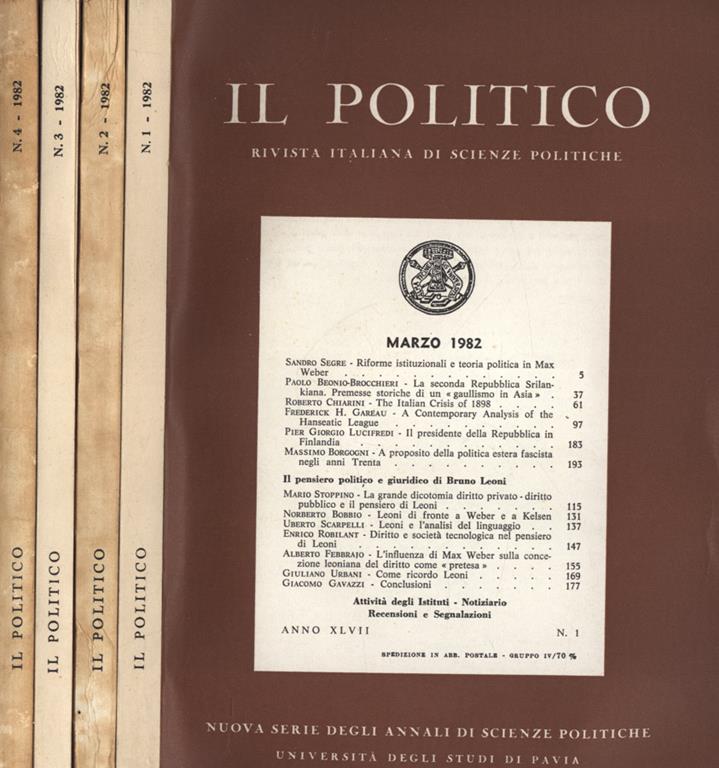 N. 4 - 1982
IL POLITICO
N. 3 - 1982
IL POLITICO
N. 2 - 1982
IL POLITICO
N. 1 - 1982
IL POLITICO
IL POLITICO
RIVISTA ITALIANA DI SCIENZE POLITICHE
MARZO 1982
SANDRO SEGRE - Riforme istituzionali e teoria politica in Max
Weber . . . . . . . . . . . . . 5
PAOLO BEONIO-BROCCHIERI - La seconda Repubblica Srilan-
kana. Premesse storiche di un « gaullismo in Asia » . 37
ROBERTO CHIARINI - The Italian Crisis of 1898 . . . . 61
FREDERICK H. GAREAU - A Contemporary Analysis of the
Hanseatic League . . . . . . . . . . 97
PIER GIORGIO LUCIFREDI - Il presidente della Repubblica in
Finlandia . . . . . . . . . . . . 183
MASSIMO BORGOGNI - A proposito della politica estera fascista
negli anni Trenta . . . . . . . . . . 193
Il pensiero politico e giuridico di Bruno Leoni
MARIO STOPPINO - La grande dicotomia diritto privato - diritto
pubblico e il pensiero di Leoni . . . . . . . 115
NORBERTO BOBBIO - Leoni di fronte a Weber e a Kelsen 131
UBERTO SCARPELLI - Leoni e l'analisi del linguaggio . . 137
ENRICO ROBILANT - Diritto e società tecnologica nel pensiero
di Leoni . . . . . . . . . . . . 147
ALBERTO FEBBRAJO - L'influenza di Max Weber sulla conce-
zione leoniana del diritto come « pretesa » . . . . 155
GIULIANO URBANI - Come ricordo Leoni . . . . . 169
GIACOMO GAVAZZI - Conclusioni . . . . . . . 177
Attività degli Istituti - Notiziario
Recensioni e Segnalazioni
ANNO XLVII N. 1
SPEDIZIONE IN ABB. POSTALE - GRUPPO IV/70 %
NUOVA SERIE DEGLI ANNALI DI SCIENZE POLITICHE
UNIVERSITÀ DEGLI STUDI DI PAVIA